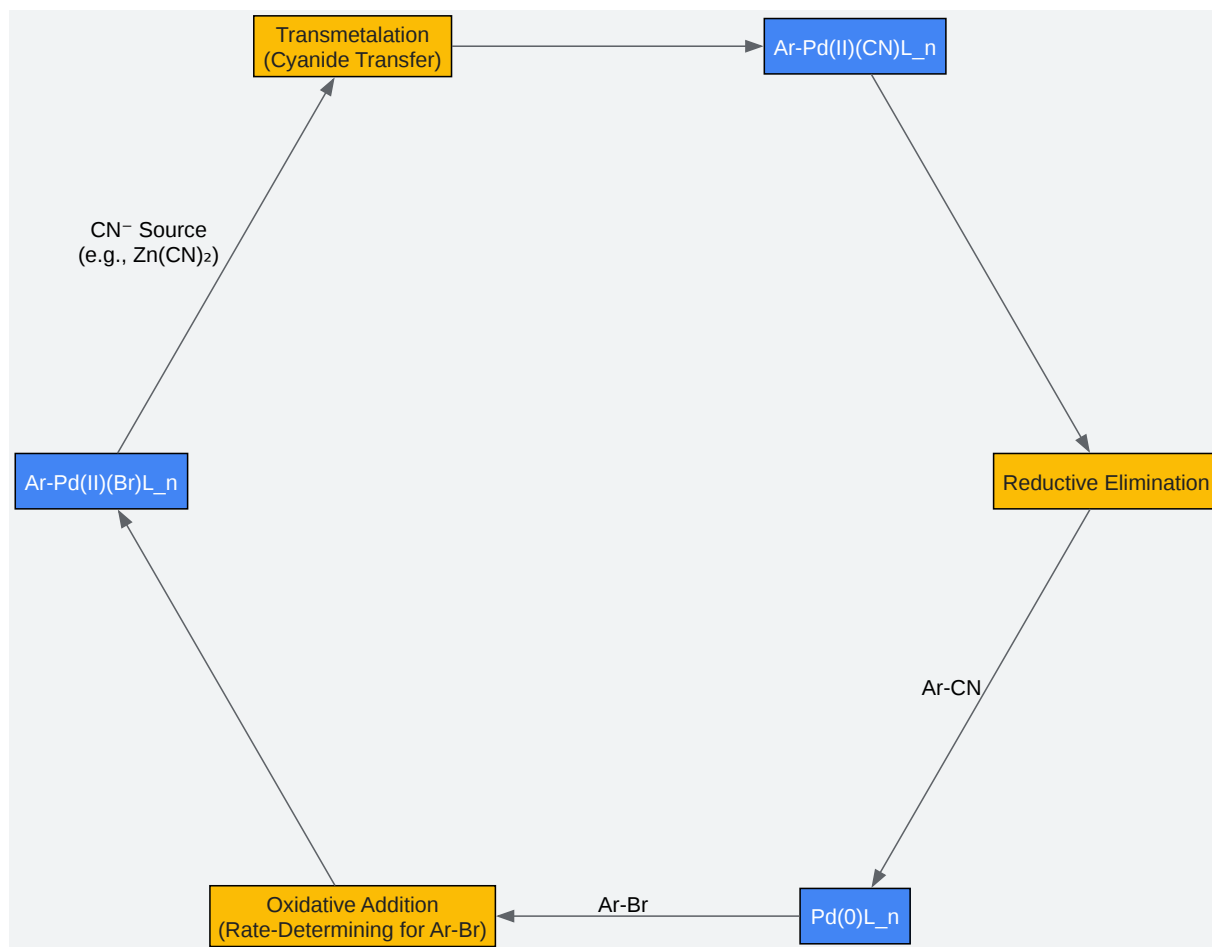 Transmetalation
(Cyanide Transfer)
Ar-Pd(II)(CN)L_n
CN⁻ Source
(e.g., Zn(CN)₂)
Ar-Pd(II)(Br)L_n
Reductive Elimination
Ar-CN
Oxidative Addition
(Rate-Determining for Ar-Br)
Ar-Br
Pd(0)L_n